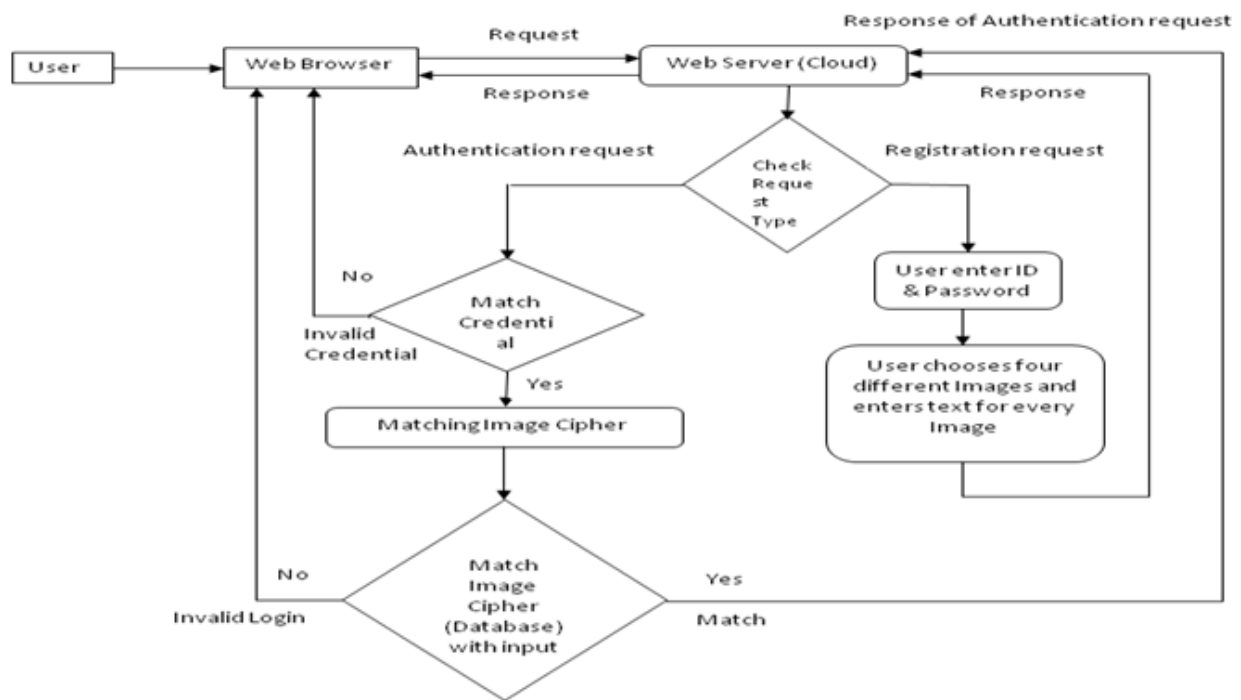 Response of Authentication request
Request
User
Web Browser
Web Server (Cloud)
Response
Response
Authentication request
Registration request
Check
Reque
st
Type
No
User enter ID
& Password
Match
Credenti
al
Invalid
Credential
Yes
User chooses four
different Images and
enters text for every
Image
Matching Image Cipher
No
Match
Image
Cipher
(Database)
with input
Yes
Invalid Login
Match